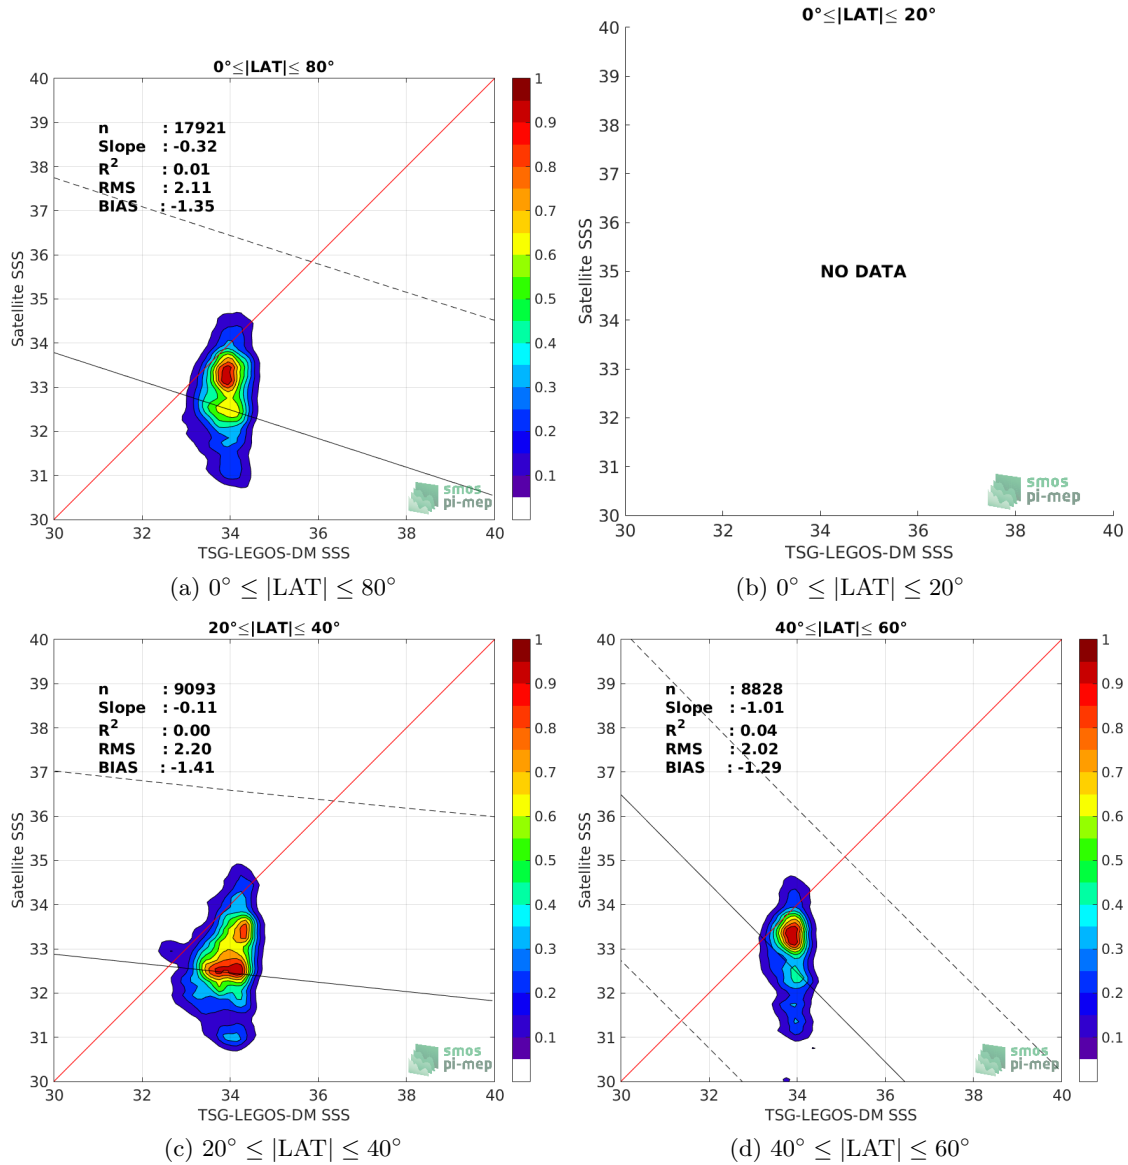 0°≤|LAT|≤ 80°
n : 17921
Slope : -0.32
R² : 0.01
RMS : 2.11
BIAS : -1.35
40
39
38
37
36
35
34
33
32
31
30
30 32 34 36 38 40
Satellite SSS
TSG-LEGOS-DM SSS
1
0.9
0.8
0.7
0.6
0.5
0.4
0.3
0.2
0.1
smos
pi-mep
(a) 0° ≤ |LAT| ≤ 80°
0°≤|LAT|≤ 20°
40
39
38
37
36
35
34
33
32
31
30
NO DATA
30 32 34 36 38 40
Satellite SSS
TSG-LEGOS-DM SSS
smos
pi-mep
(b) 0° ≤ |LAT| ≤ 20°
20°≤|LAT|≤ 40°
n : 9093
Slope : -0.11
R² : 0.00
RMS : 2.20
BIAS : -1.41
40
39
38
37
36
35
34
33
32
31
30
30 32 34 36 38 40
Satellite SSS
TSG-LEGOS-DM SSS
1
0.9
0.8
0.7
0.6
0.5
0.4
0.3
0.2
0.1
smos
pi-mep
(c) 20° ≤ |LAT| ≤ 40°
40°≤|LAT|≤ 60°
n : 8828
Slope : -1.01
R² : 0.04
RMS : 2.02
BIAS : -1.29
40
39
38
37
36
35
34
33
32
31
30
30 32 34 36 38 40
Satellite SSS
TSG-LEGOS-DM SSS
1
0.9
0.8
0.7
0.6
0.5
0.4
0.3
0.2
0.1
smos
pi-mep
(d) 40° ≤ |LAT| ≤ 60°